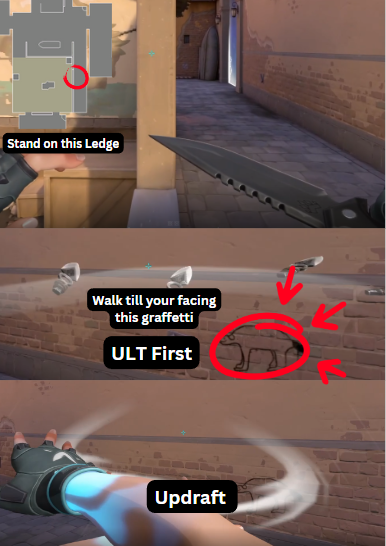 Stand on this Ledge
Walk till your facing
this graffetti
ULT First
Updraft